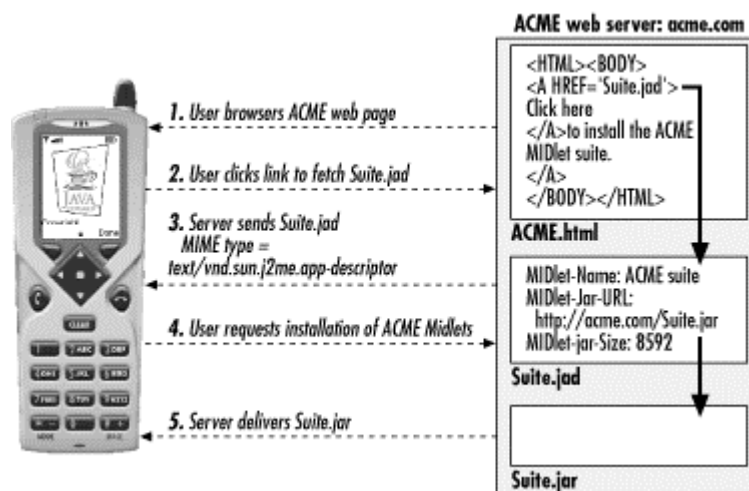 ACME web server: acme.com
<HTML><BODY>
<A HREF='Suite.jad'>
Click here
</A>to install the ACME
MIDlet suite.
</A>
</BODY></HTML>
ACME.html
1. User browsers ACME web page
2. User clicks link to fetch Suite.jad
3. Server sends Suite.jad
MIME type =
text/vnd.sun.j2me.app-descriptor
4. User requests installation of ACME Midlets
5. Server delivers Suite.jar
MIDlet-Name: ACME suite
MIDlet-Jar-URL:
http://acme.com/Suite.jar
MIDlet-jar-Size: 8592
Suite.jad
Suite.jar
JAVA
Done
CLEAR